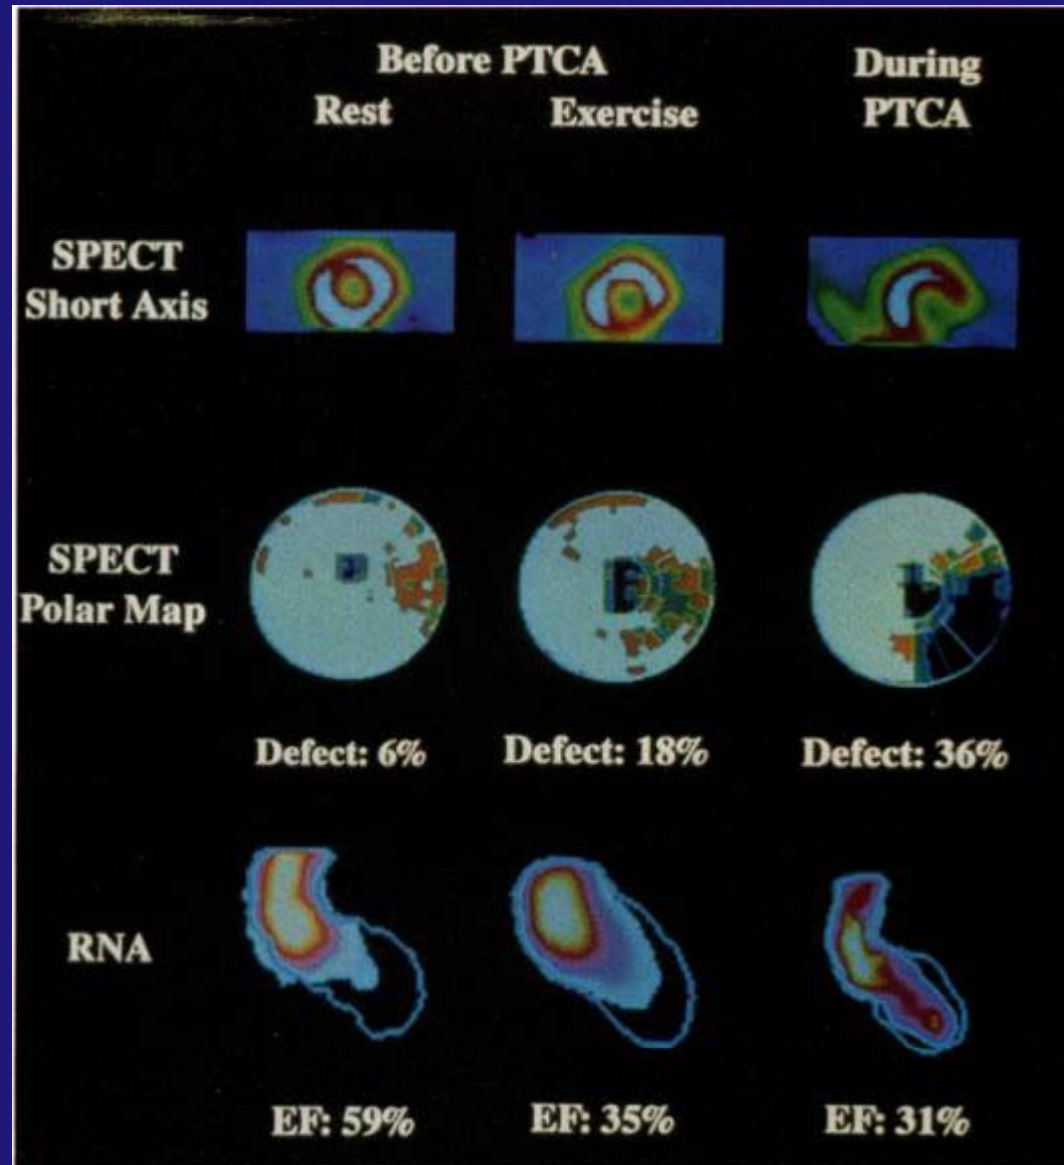 Before PTCA
During PTCA
Rest
Exercise
SPECT
Short Axis
SPECT
Polar Map
Defect: 6%
Defect: 18%
Defect: 36%
RNA
EF: 59%
EF: 35%
EF: 31%